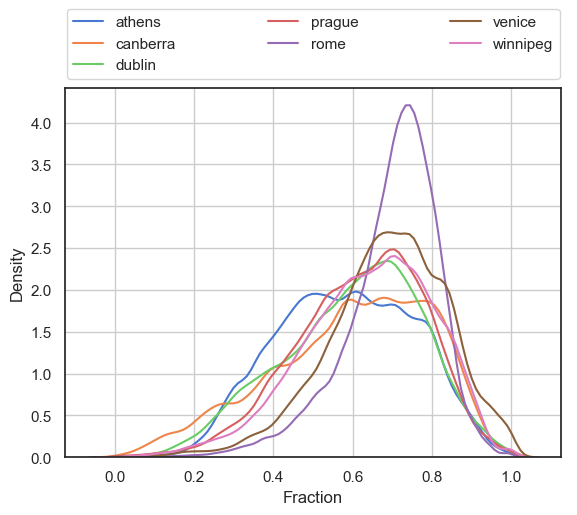 athens prague venice
canberra rome winnipeg
dublin
4.0
3.5
3.0
2.5
2.0
1.5
1.0
0.5
0.0
Density
0.0 0.2 0.4 0.6 0.8 1.0
Fraction